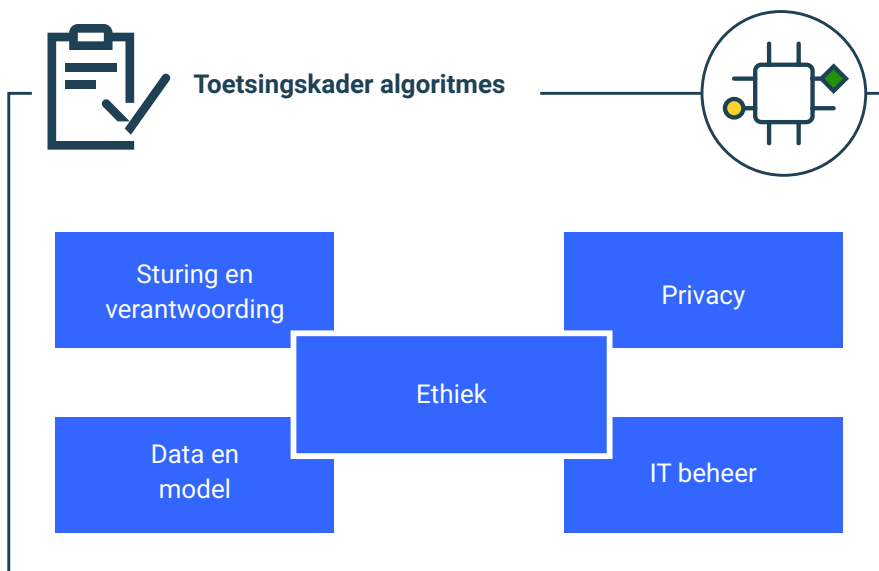 Toetsingskader algoritmes
Sturing en
verantwoording
Privacy
Ethiek
Data en
model
IT beheer